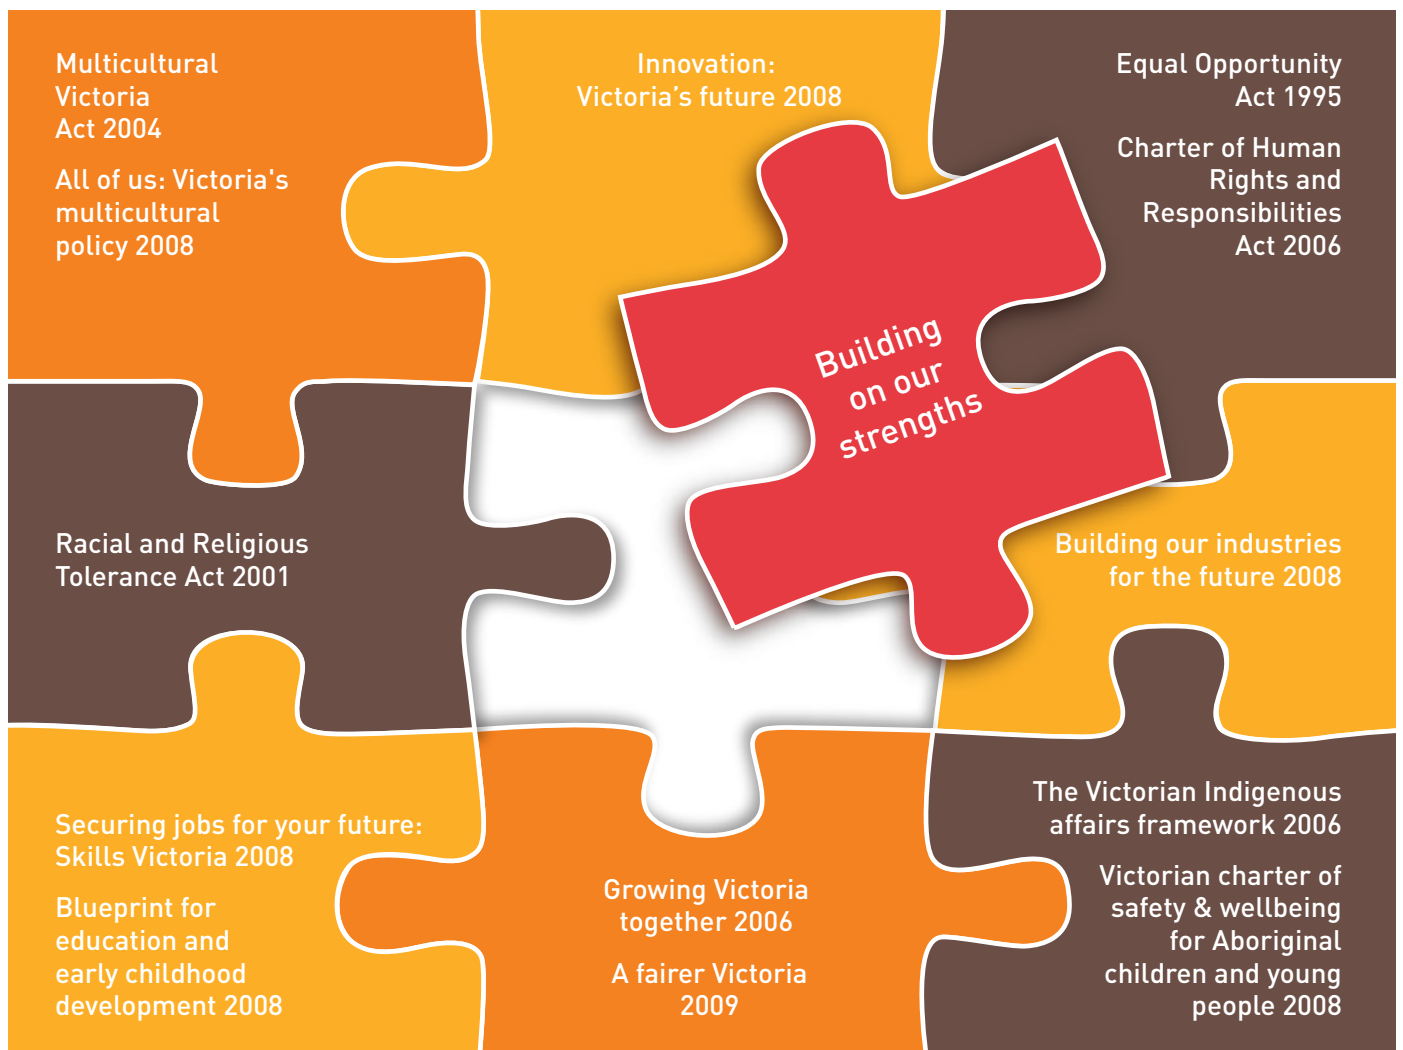 Multicultural
Victoria
Act 2004
All of us: Victoria's
multicultural
policy 2008
Innovation:
Victoria’s future 2008
Equal Opportunity
Act 1995
Charter of Human
Rights and
Responsibilities
Act 2006
Building
on our
strengths
Racial and Religious
Tolerance Act 2001
Building our industries
for the future 2008
Securing jobs for your future:
Skills Victoria 2008
Blueprint for
education and
early childhood
development 2008
Growing Victoria
together 2006
A fairer Victoria
2009
The Victorian Indigenous
affairs framework 2006
Victorian charter of
safety & wellbeing
for Aboriginal
children and young
people 2008